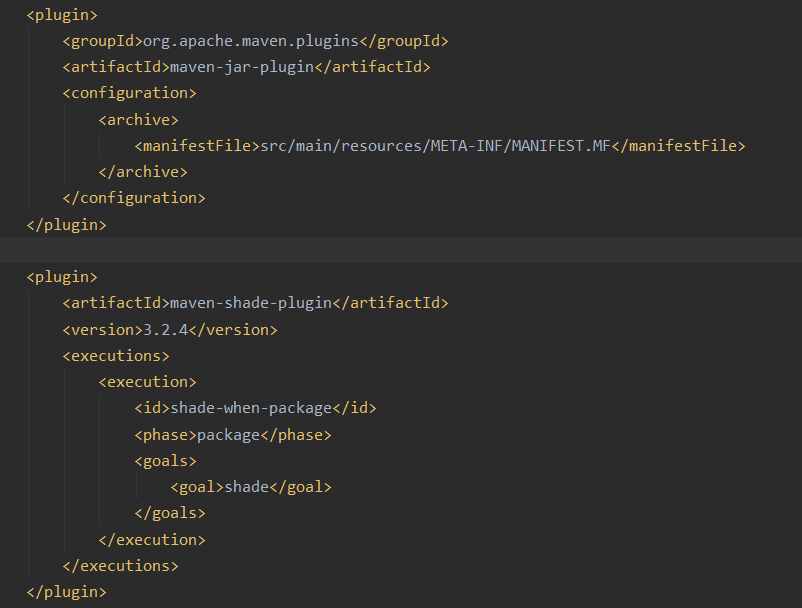 <plugin>
<groupId>org.apache.maven.plugins</groupId>
<artifactId>maven-jar-plugin</artifactId>
<configuration>
<archive>
<manifestFile>src/main/resources/META-INF/MANIFEST.MF</manifestFile>
</archive>
</configuration>
</plugin>
<plugin>
<artifactId>maven-shade-plugin</artifactId>
<version>3.2.4</version>
<executions>
<execution>
<id>shade-when-package</id>
<phase>package</phase>
<goals>
<goal>shade</goal>
</goals>
</execution>
</executions>
</plugin>